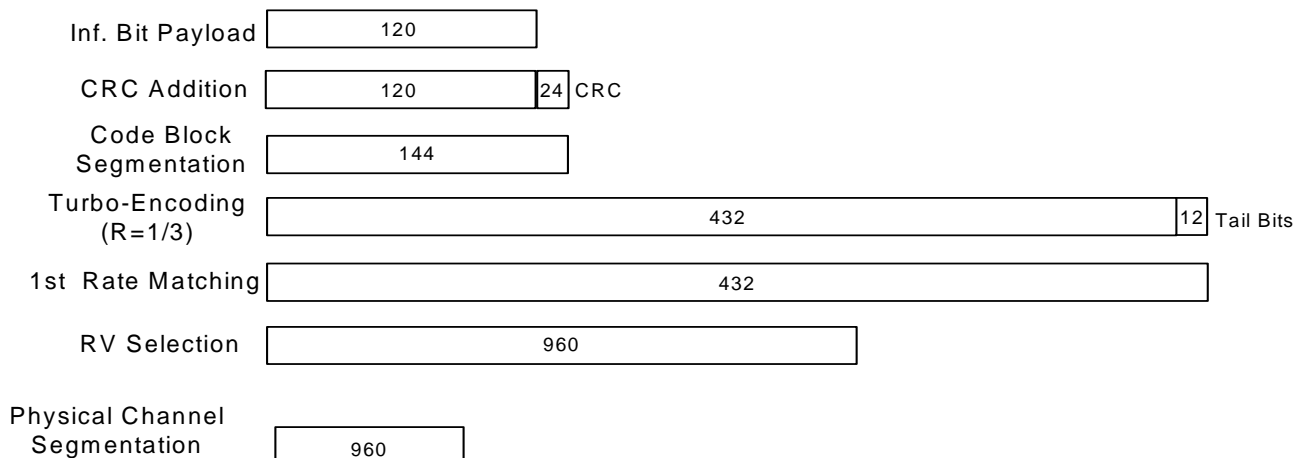 Inf. Bit Payload 120
CRC Addition 120 24 CRC
Code Block
Segmentation 144
Turbo-Encoding
(R=1/3) 432 12 Tail Bits
1st Rate Matching 432
RV Selection 960
Physical Channel
Segmentation 960